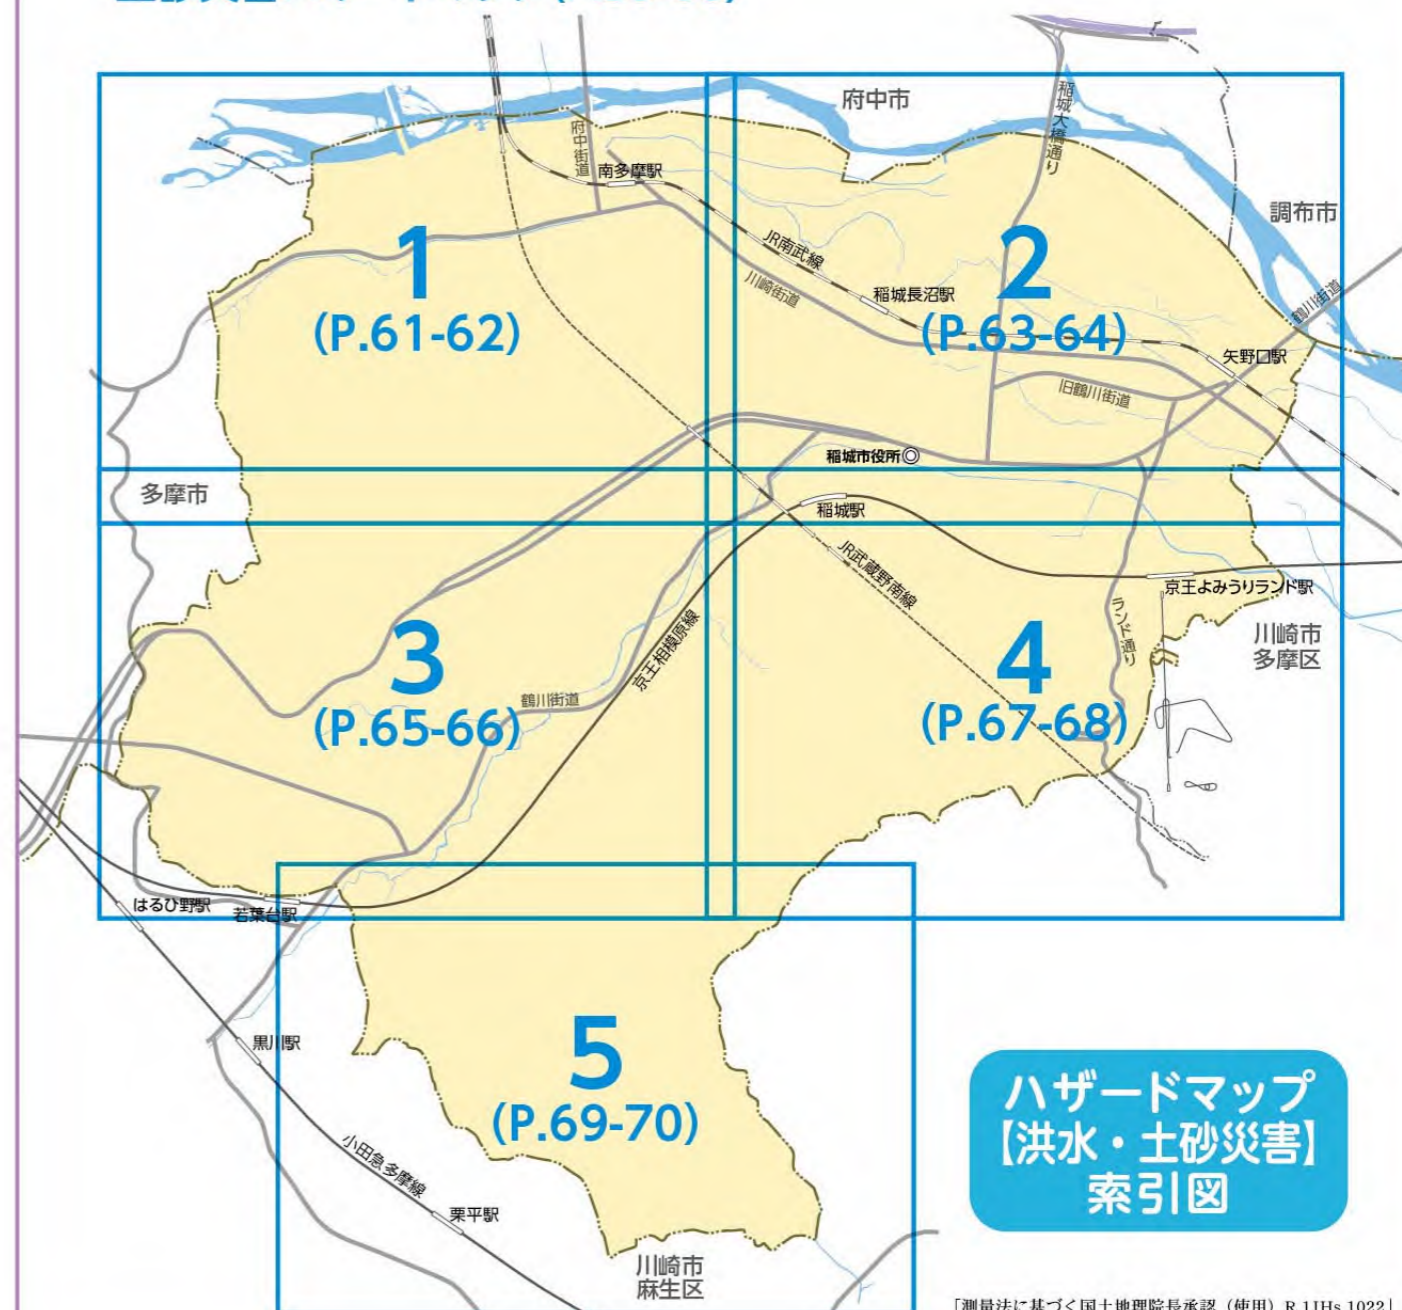 府中市
稲城大橋通り
府中街道
南多摩駅
調布市
1
(P.61-62)
JR南武線
2
(P.63-64)
川崎街道
稲城長沼駅
鶴川街道
矢野口駅
旧鶴川街道
稲城市役所
多摩市
稲城駅
JR武蔵野南線
京王よみうりランド駅
ランド通り
川崎市
多摩区
3
(P.65-66)
京王相模原線
鶴川街道
4
(P.67-68)
はるひ野駅
若葉台駅
黒川駅
5
(P.69-70)
小田急多摩線
栗平駅
川崎市
麻生区
ハザードマップ
【洪水・土砂災害】
索引図
「測量法に基づく国土地理院長承認（使用）R 1JHs 1022」